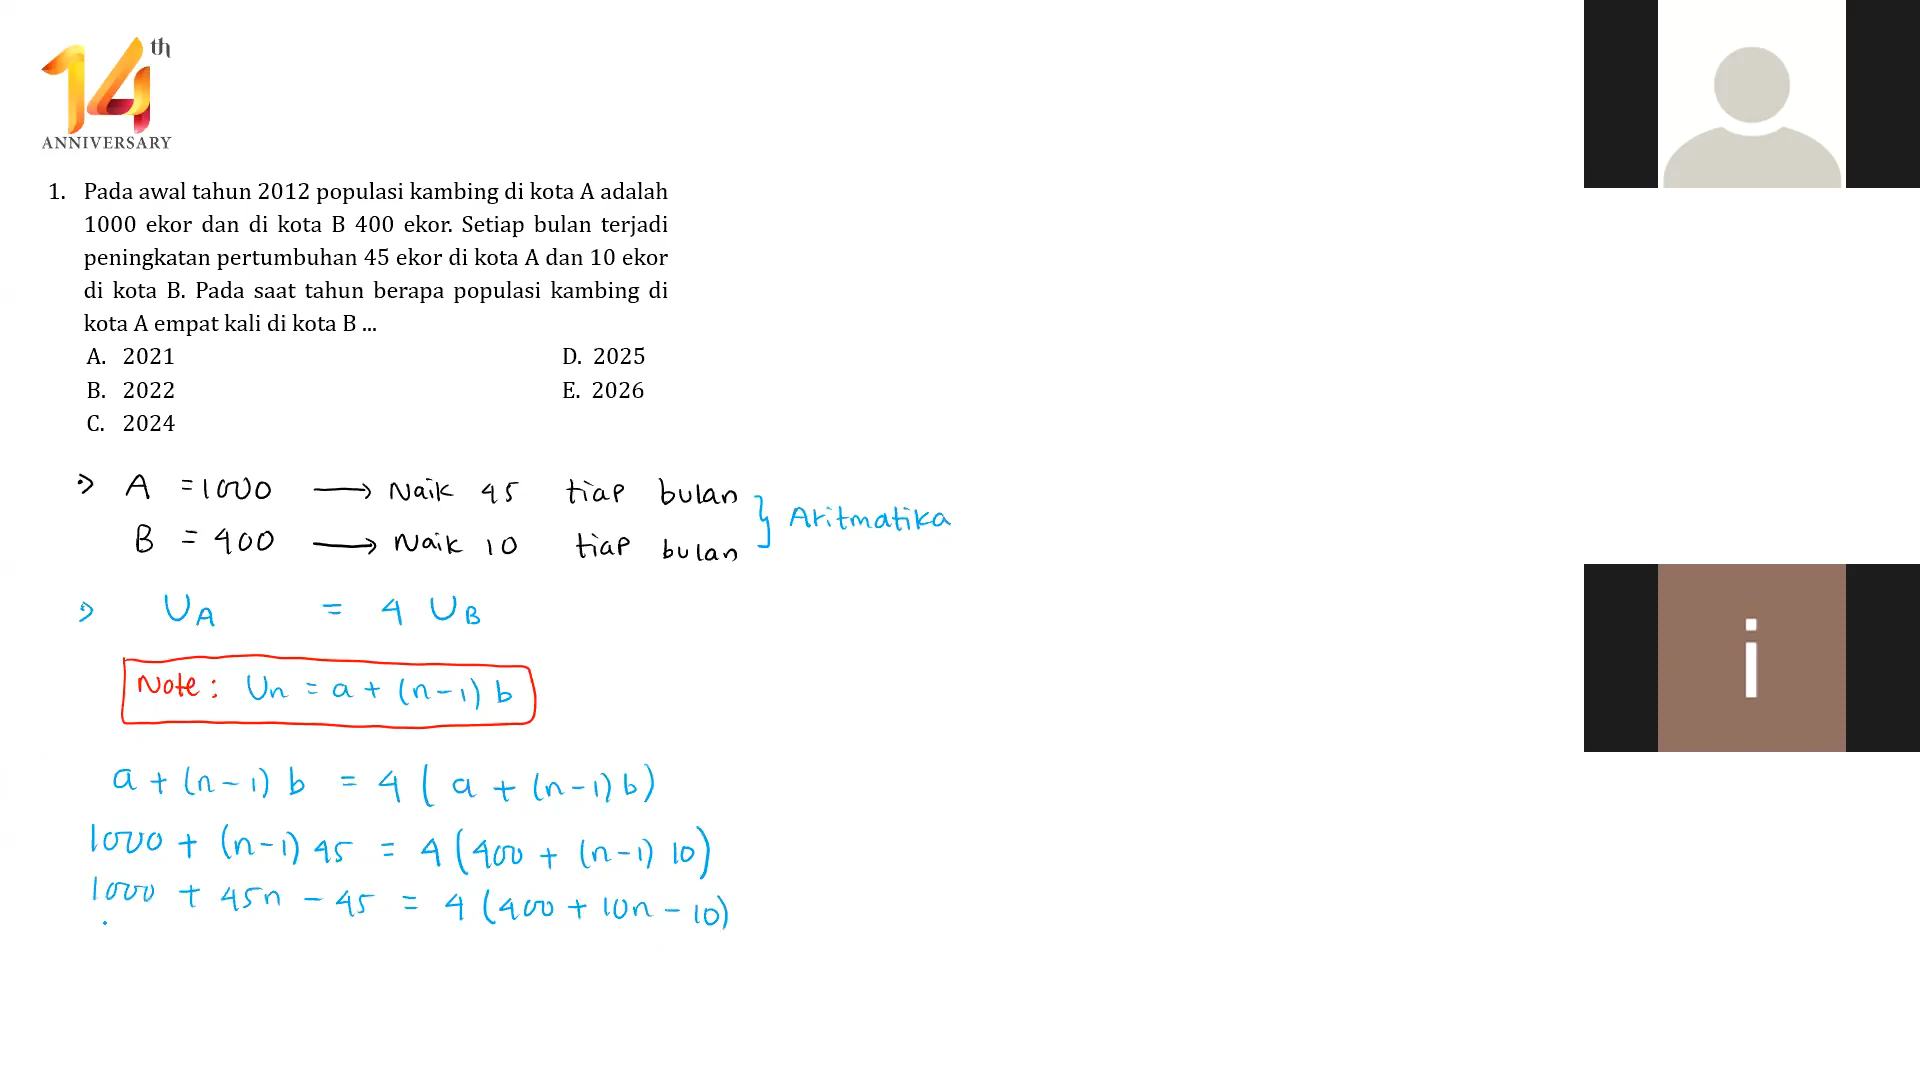 14th
ANNIVERSARY
1. Pada awal tahun 2012 populasi kambing di kota A adalah
1000 ekor dan di kota B 400 ekor. Setiap bulan terjadi
peningkatan pertumbuhan 45 ekor di kota A dan 10 ekor
di kota B. Pada saat tahun berapa populasi kambing di
kota A empat kali di kota B ...
A. 2021
B. 2022
C. 2024
D. 2025
E. 2026
A = 1000 → Naik 45 tiap bulan
B = 400 → Naik 10 tiap bulan
} Aritmatika
U_A = 4 U_B
Note: Un = a + (n-1) b
a + (n-1) b = 4 ( a + (n-1) b)
1000 + (n-1) 45 = 4 (400 + (n-1) 10)
1000 + 45n - 45 = 4 (400 + 10n - 10)
i